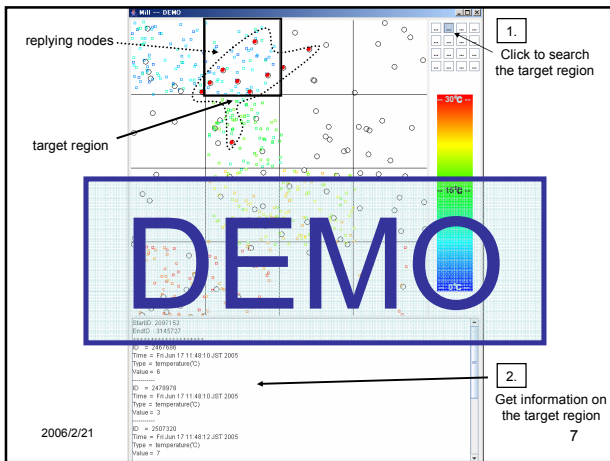 Mill -- DEMO
replying nodes
target region
1.
Click to search
the target region
-- 30℃ --
-- 15℃ --
-- 0℃ --
DEMO
StartID: 2097152
EndID : 3145727
ID = 2467686
Time = Fri Jun 17 11:48:10 JST 2005
Type = temperature(℃)
Value = 6
-----------
ID = 2478978
Time = Fri Jun 17 11:48:10 JST 2005
Type = temperature(℃)
Value = 3
-----------
ID = 2507320
Time = Fri Jun 17 11:48:12 JST 2005
Type = temperature(℃)
Value = 7
2.
Get information on
the target region
2006/2/21
7